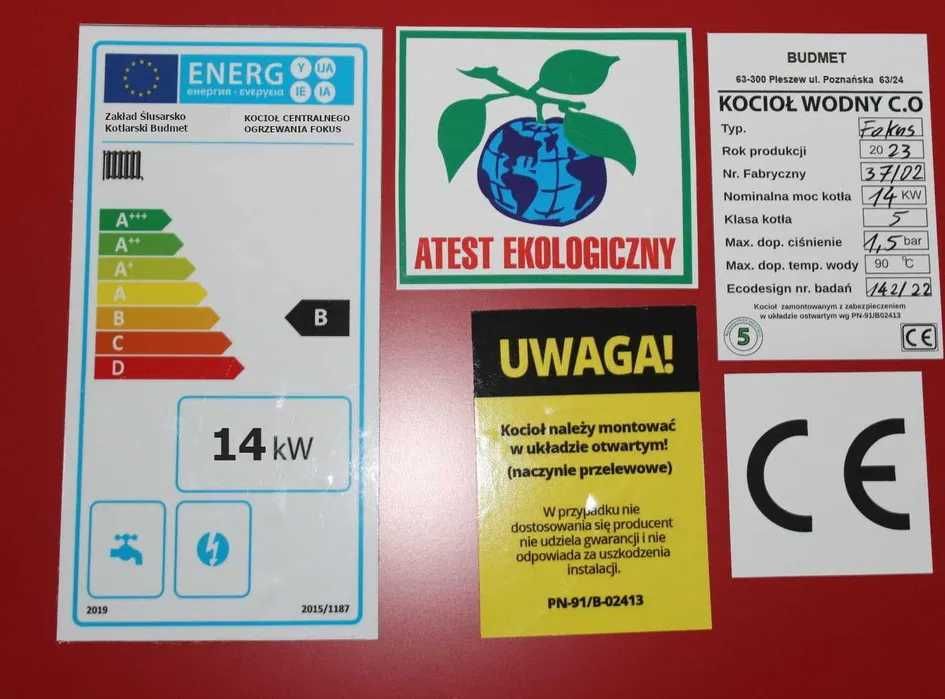 ENERG Y IJA
енергия · ενεργεια IE IA
Zakład Ślusarsko
Kotlarski Budmet
KOCIOŁ CENTRALNEGO
OGRZEWANIA FOKUS
A+++
A++
A+
A
B
C
D
B
14 kW
2019
2015/1187
ATEST EKOLOGICZNY
UWAGA!
Kocioł należy montować
w układzie otwartym!
(naczynie przelewowe)
W przypadku nie
dostosowania się producent
nie udziela gwarancji i nie
odpowiada za uszkodzenia
instalacji.
PN-91/B-02413
BUDMET
63-300 Pleszew ul. Poznańska 63/24
KOCIOŁ WODNY C.O
Typ. Fokus
Rok produkcji 2023
Nr. Fabryczny 37/02
Nominalna moc kotła 14 KW
Klasa kotła 5
Max. dop. ciśnienie 1,5 bar
Max. dop. temp. wody 90 °C
Ecodesign nr. badań 142/22
Kocioł zamontowanym z zabezpieczeniem
w układzie ostwartym wg PN-91/B02413
5
CE
CE